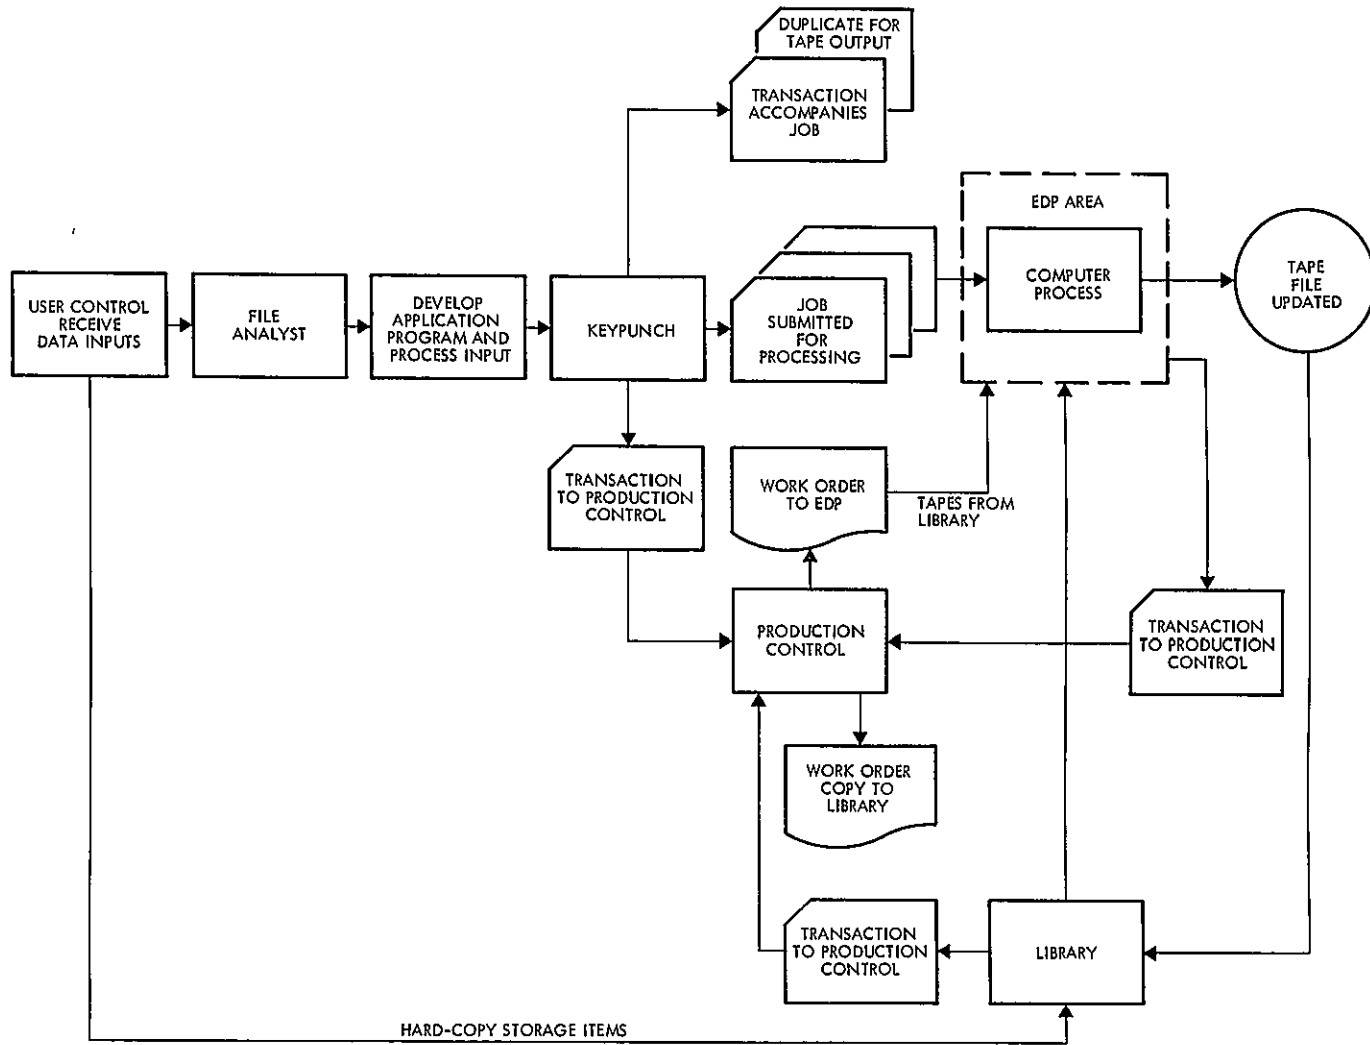 DUPLICATE FOR
TAPE OUTPUT
TRANSACTION
ACCOMPANIES
JOB
EDP AREA
COMPUTER
PROCESS
TAPE
FILE
UPDATED
USER CONTROL
RECEIVE
DATA INPUTS
FILE
ANALYST
DEVELOP
APPLICATION
PROGRAM AND
PROCESS INPUT
KEYPUNCH
JOB
SUBMITTED
FOR
PROCESSING
TRANSACTION
TO PRODUCTION
CONTROL
WORK ORDER
TO EDP
TAPES FROM
LIBRARY
PRODUCTION
CONTROL
TRANSACTION
TO PRODUCTION
CONTROL
WORK ORDER
COPY TO
LIBRARY
TRANSACTION
TO PRODUCTION
CONTROL
LIBRARY
HARD-COPY STORAGE ITEMS